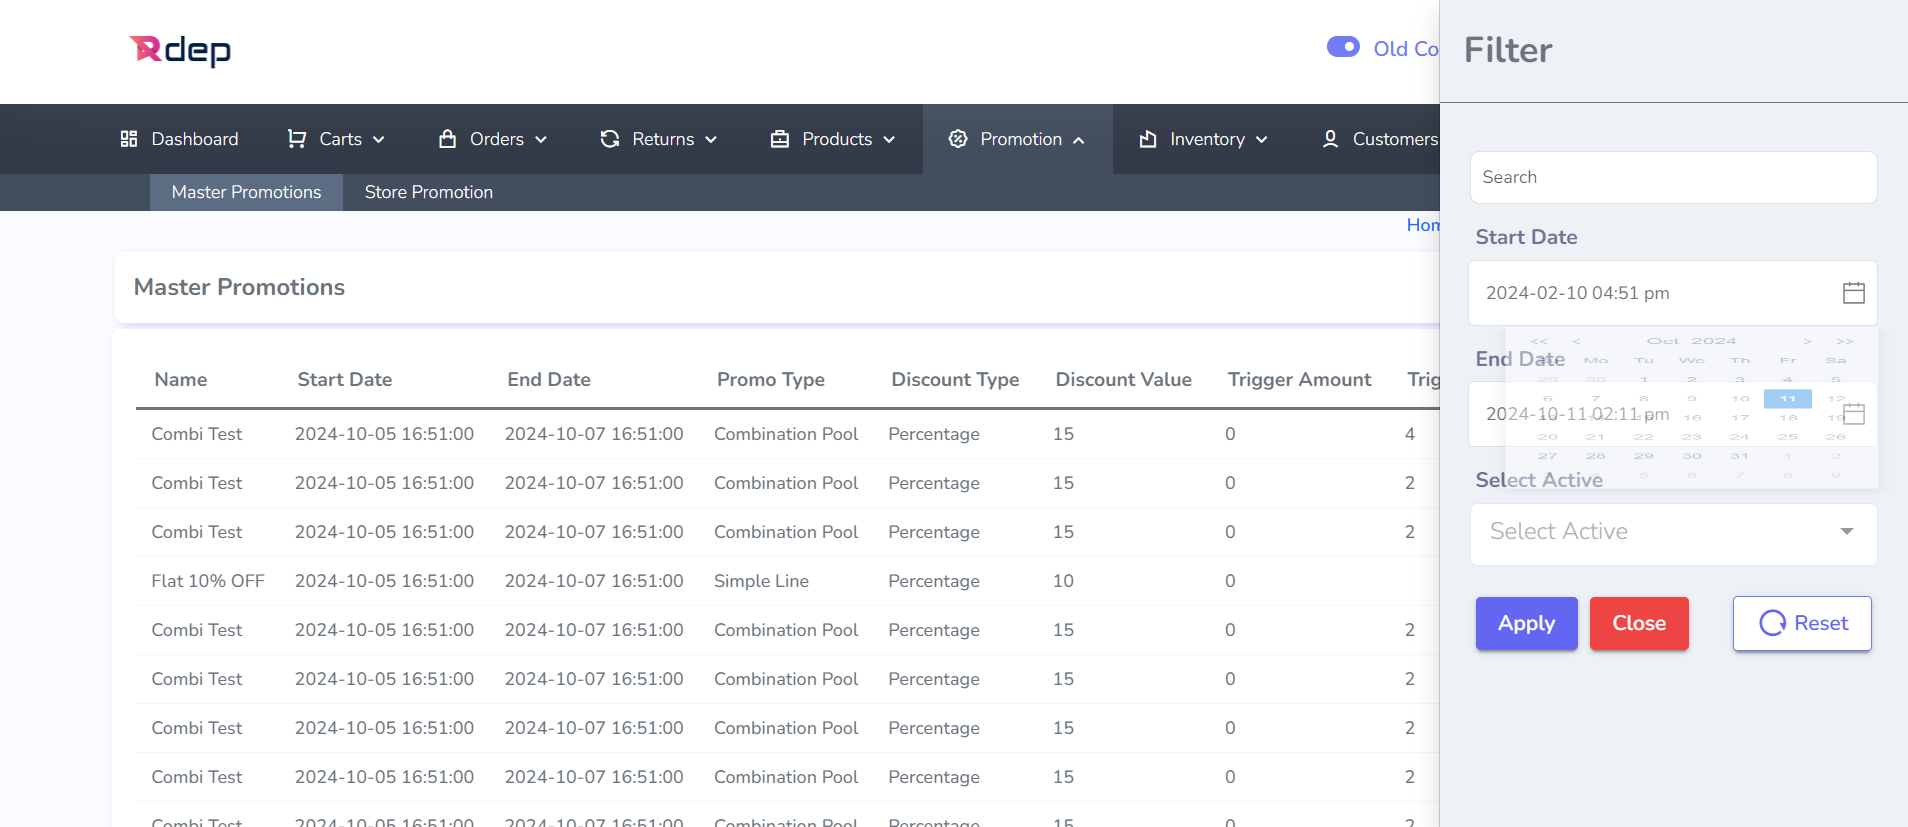 Rdep
Old Co
Dashboard Carts Orders Returns Products Promotion Inventory Customers
Master Promotions Store Promotion
Hom
Master Promotions
Name Start Date End Date Promo Type Discount Type Discount Value Trigger Amount Trig
Combi Test 2024-10-05 16:51:00 2024-10-07 16:51:00 Combination Pool Percentage 15 0 4
Combi Test 2024-10-05 16:51:00 2024-10-07 16:51:00 Combination Pool Percentage 15 0 2
Combi Test 2024-10-05 16:51:00 2024-10-07 16:51:00 Combination Pool Percentage 15 0 2
Flat 10% OFF 2024-10-05 16:51:00 2024-10-07 16:51:00 Simple Line Percentage 10 0
Combi Test 2024-10-05 16:51:00 2024-10-07 16:51:00 Combination Pool Percentage 15 0 2
Combi Test 2024-10-05 16:51:00 2024-10-07 16:51:00 Combination Pool Percentage 15 0 2
Combi Test 2024-10-05 16:51:00 2024-10-07 16:51:00 Combination Pool Percentage 15 0 2
Combi Test 2024-10-05 16:51:00 2024-10-07 16:51:00 Combination Pool Percentage 15 0 2
Combi Test 2024-10-05 16:51:00 2024-10-07 16:51:00 Combination Pool Percentage 15 0 2
Filter
Search
Start Date
2024-02-10 04:51 pm
<< < Oct 2024 > >>
End Date
Mo Tu We Th Fr Sa
29 30 1 2 3 4 5
6 7 8 9 10 11 12
2024-10-11 02:11 pm
16 17 18 19
20 21 22 23 24 25 26
27 28 29 30 31 1 2
4 5 6 7 8 9
Select Active
Select Active
Apply Close Reset